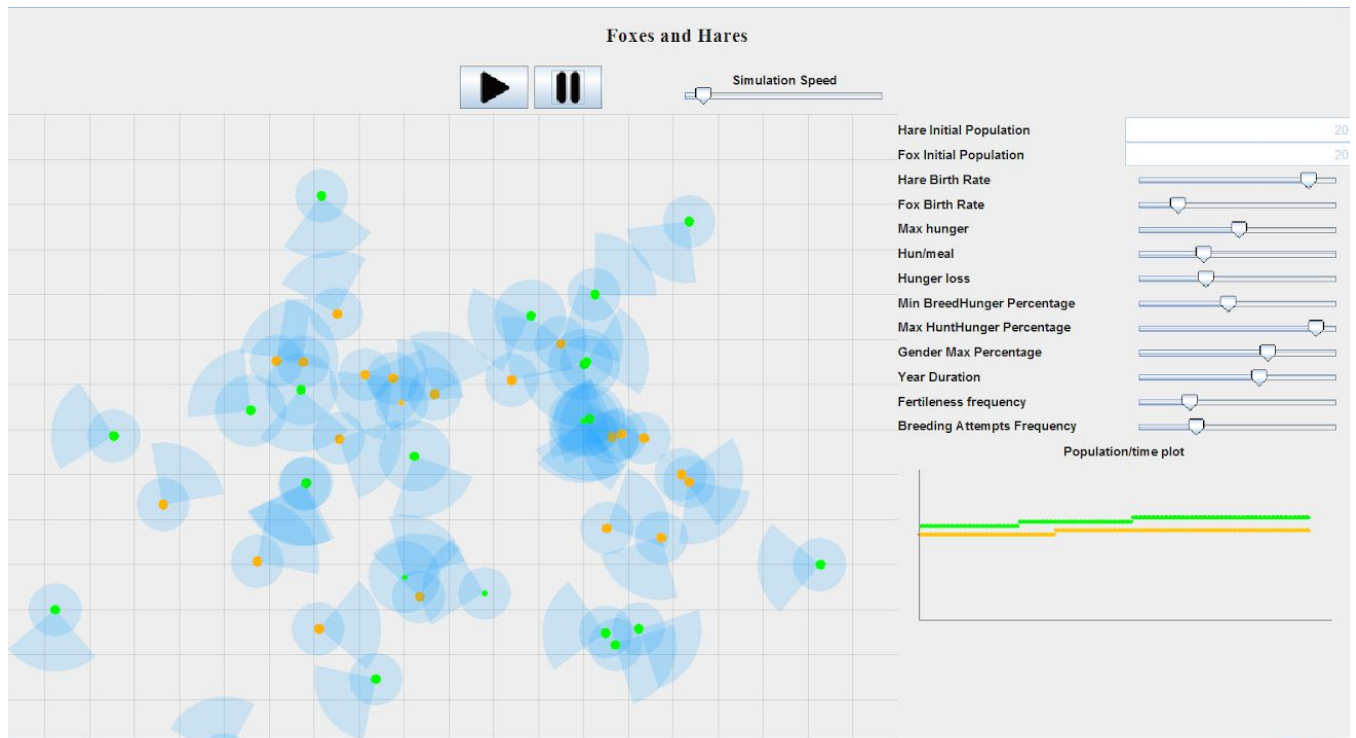 Foxes and Hares
Simulation Speed
Hare Initial Population 20
Fox Initial Population 20
Hare Birth Rate
Fox Birth Rate
Max hunger
Hun/meal
Hunger loss
Min BreedHunger Percentage
Max HuntHunger Percentage
Gender Max Percentage
Year Duration
Fertileness frequency
Breeding Attempts Frequency
Population/time plot